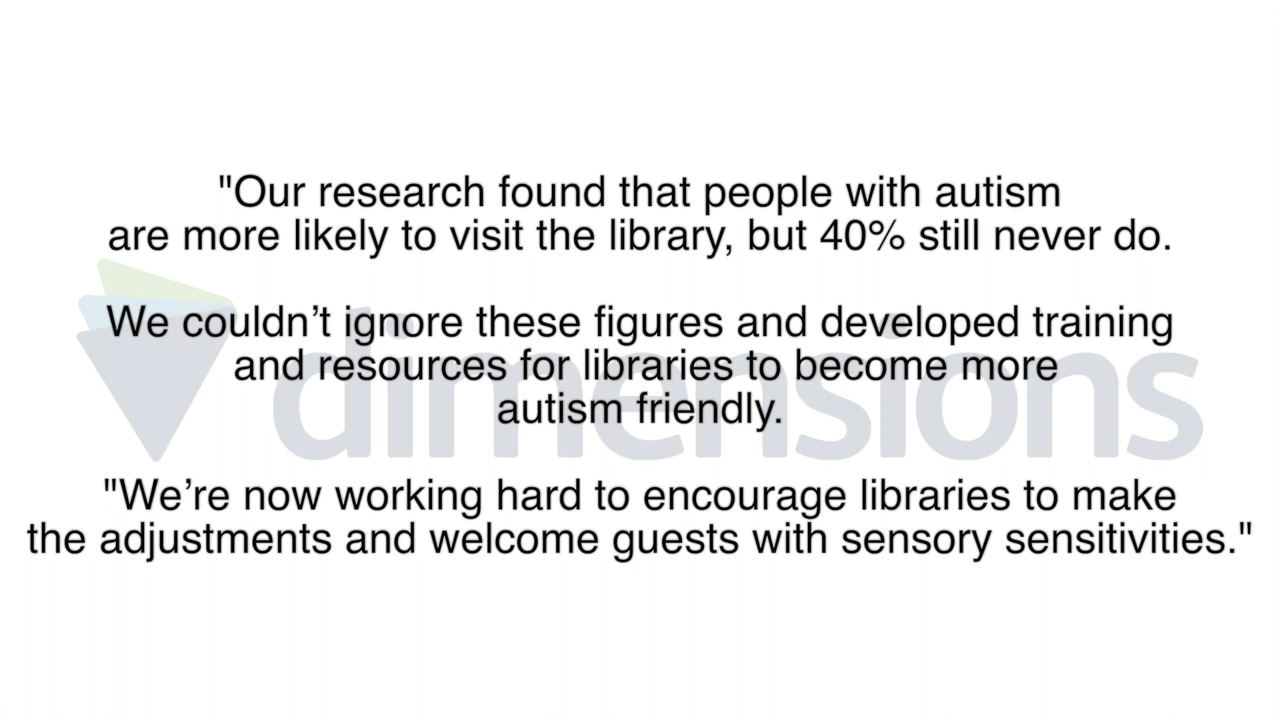 "Our research found that people with autism
are more likely to visit the library, but 40% still never do.
We couldn’t ignore these figures and developed training
and resources for libraries to become more
autism friendly.
dimensions
"We’re now working hard to encourage libraries to make
the adjustments and welcome guests with sensory sensitivities."